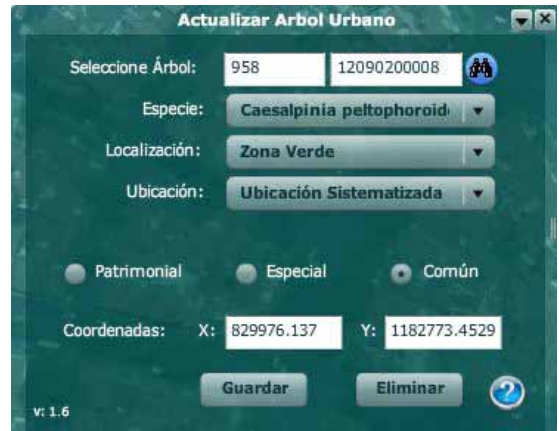 Actualizar Arbol Urbano
Seleccione Árbol: 958 12090200008
Especie: Caesalpinia peltophoroid
Localización: Zona Verde
Ubicación: Ubicación Sistematizada
Patrimonial Especial Común
Coordenadas: X: 829976.137 Y: 1182773.4529
Guardar Eliminar
v: 1.6